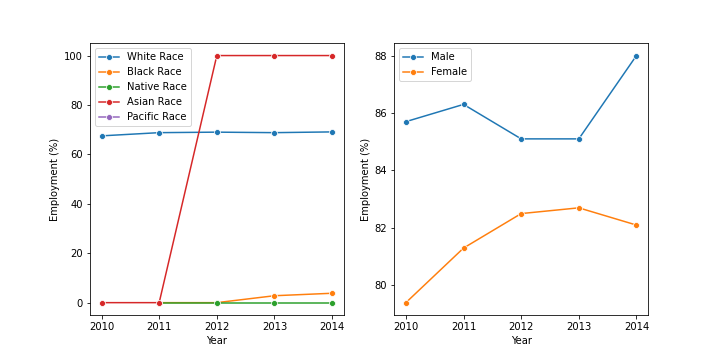 White Race
Black Race
Native Race
Asian Race
Pacific Race
100
80
60
40
20
0
Employment (%)
2010 2011 2012 2013 2014
Year
Male
Female
88
86
84
82
80
Employment (%)
2010 2011 2012 2013 2014
Year